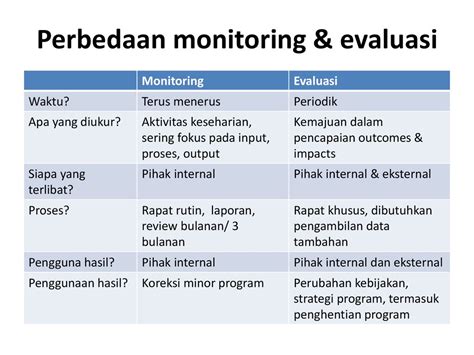 Perbedaan monitoring & evaluasi
Monitoring Evaluasi
Waktu? Terus menerus Periodik
Apa yang diukur? Aktivitas keseharian, Kemajuan dalam
sering fokus pada input, pencapaian outcomes &
proses, output impacts
Siapa yang Pihak internal Pihak internal & eksternal
terlibat?
Proses? Rapat rutin, laporan, Rapat khusus, dibutuhkan
review bulanan/ 3 pengambilan data
bulanan tambahan
Pengguna hasil? Pihak internal Pihak internal dan eksternal
Penggunaan hasil? Koreksi minor program Perubahan kebijakan,
strategi program, termasuk
penghentian program